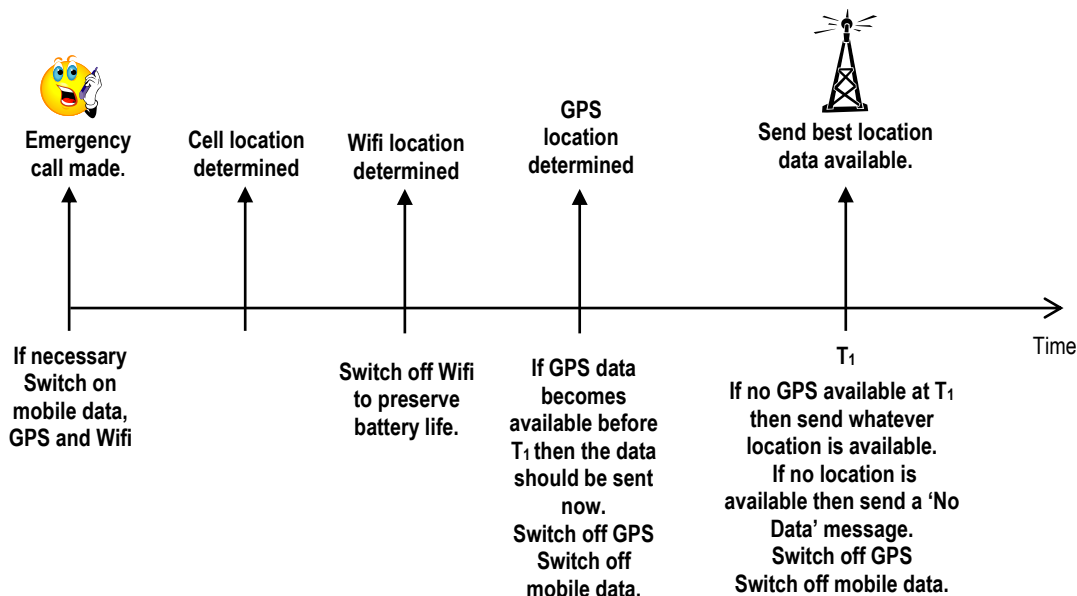 Emergency
call made.
Cell location
determined
Wifi location
determined
GPS
location
determined
Send best location
data available.
If necessary
Switch on
mobile data,
GPS and Wifi
Switch off Wifi
to preserve
battery life.
If GPS data
becomes
available before
T1 then the data
should be sent
now.
Switch off GPS
Switch off
mobile data.
T1
If no GPS available at T1
then send whatever
location is available.
If no location is
available then send a ‘No
Data’ message.
Switch off GPS
Switch off mobile data.
Time